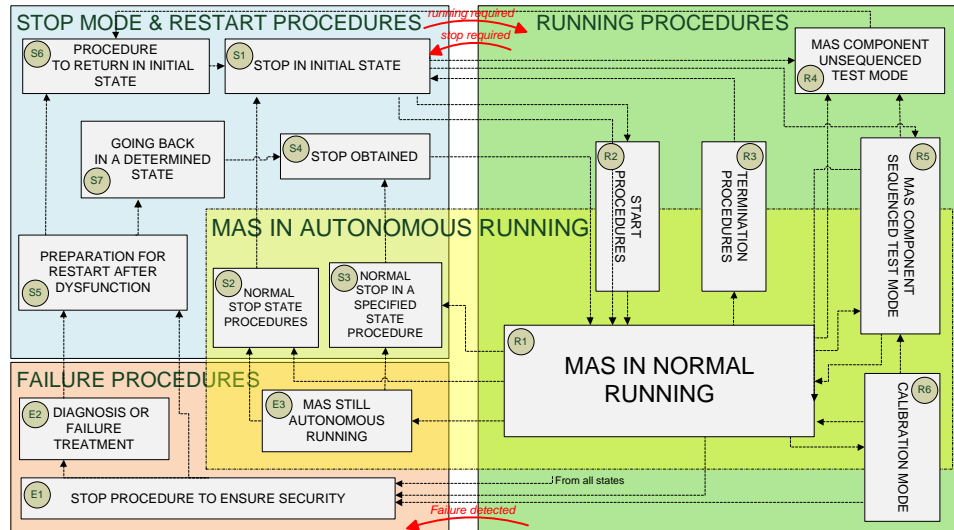 STOP MODE & RESTART PROCEDURES
running required
stop required
RUNNING PROCEDURES
S6
PROCEDURE
TO RETURN IN INITIAL
STATE
S1
STOP IN INITIAL STATE
MAS COMPONENT
UNSEQUENCED
TEST MODE
R4
GOING BACK
IN A DETERMINED
STATE
S7
S4
STOP OBTAINED
R2
START
PROCEDURES
R3
TERMINATION
PROCEDURES
R5
MAS COMPONENT
SEQUENCED TEST
MODE
MAS IN AUTONOMOUS RUNNING
PREPARATION FOR
RESTART AFTER
DYSFUNCTION
S5
S2
NORMAL
STOP STATE
PROCEDURES
S3
NORMAL
STOP IN A
SPECIFIED
STATE
PROCEDURE
R1
MAS IN NORMAL
RUNNING
FAILURE PROCEDURES
E2
DIAGNOSIS OR
FAILURE
TREATMENT
E3
MAS STILL
AUTONOMOUS
RUNNING
R6
CALIBRATION MODE
E1
STOP PROCEDURE TO ENSURE SECURITY
From all states
Failure detected